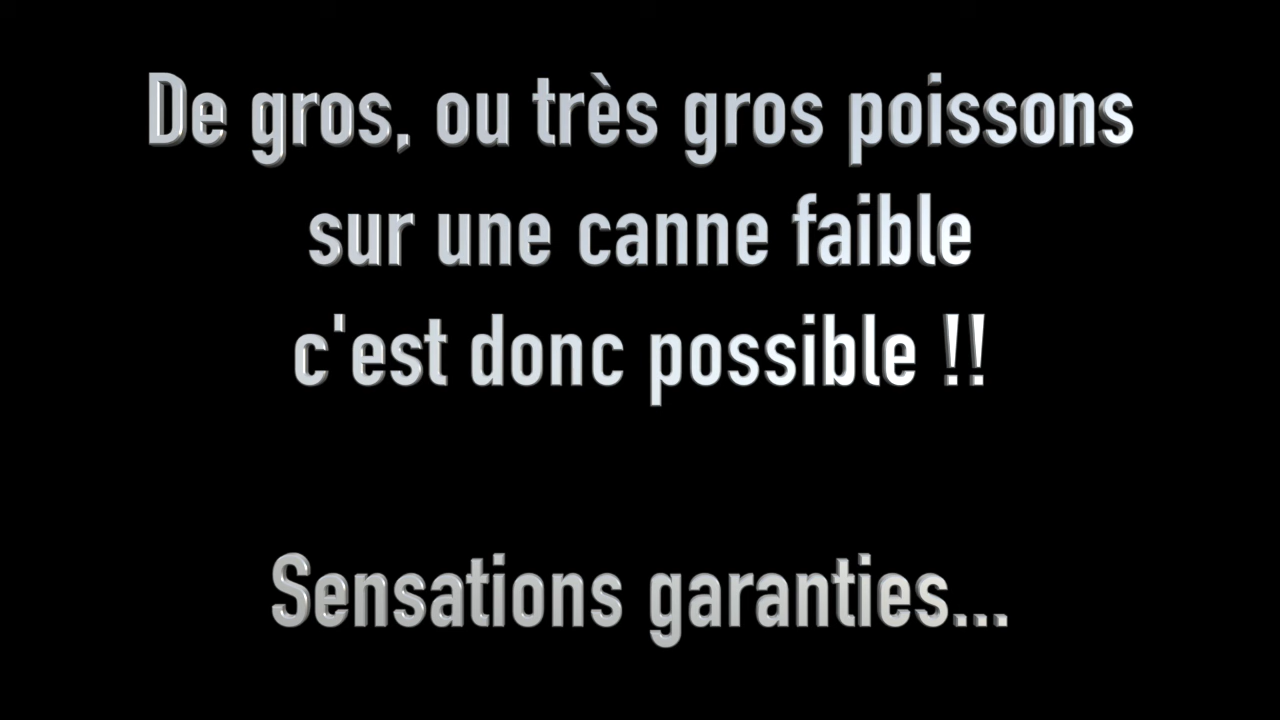 De gros, ou très gros poissons
sur une canne faible
c'est donc possible !!
Sensations garanties...